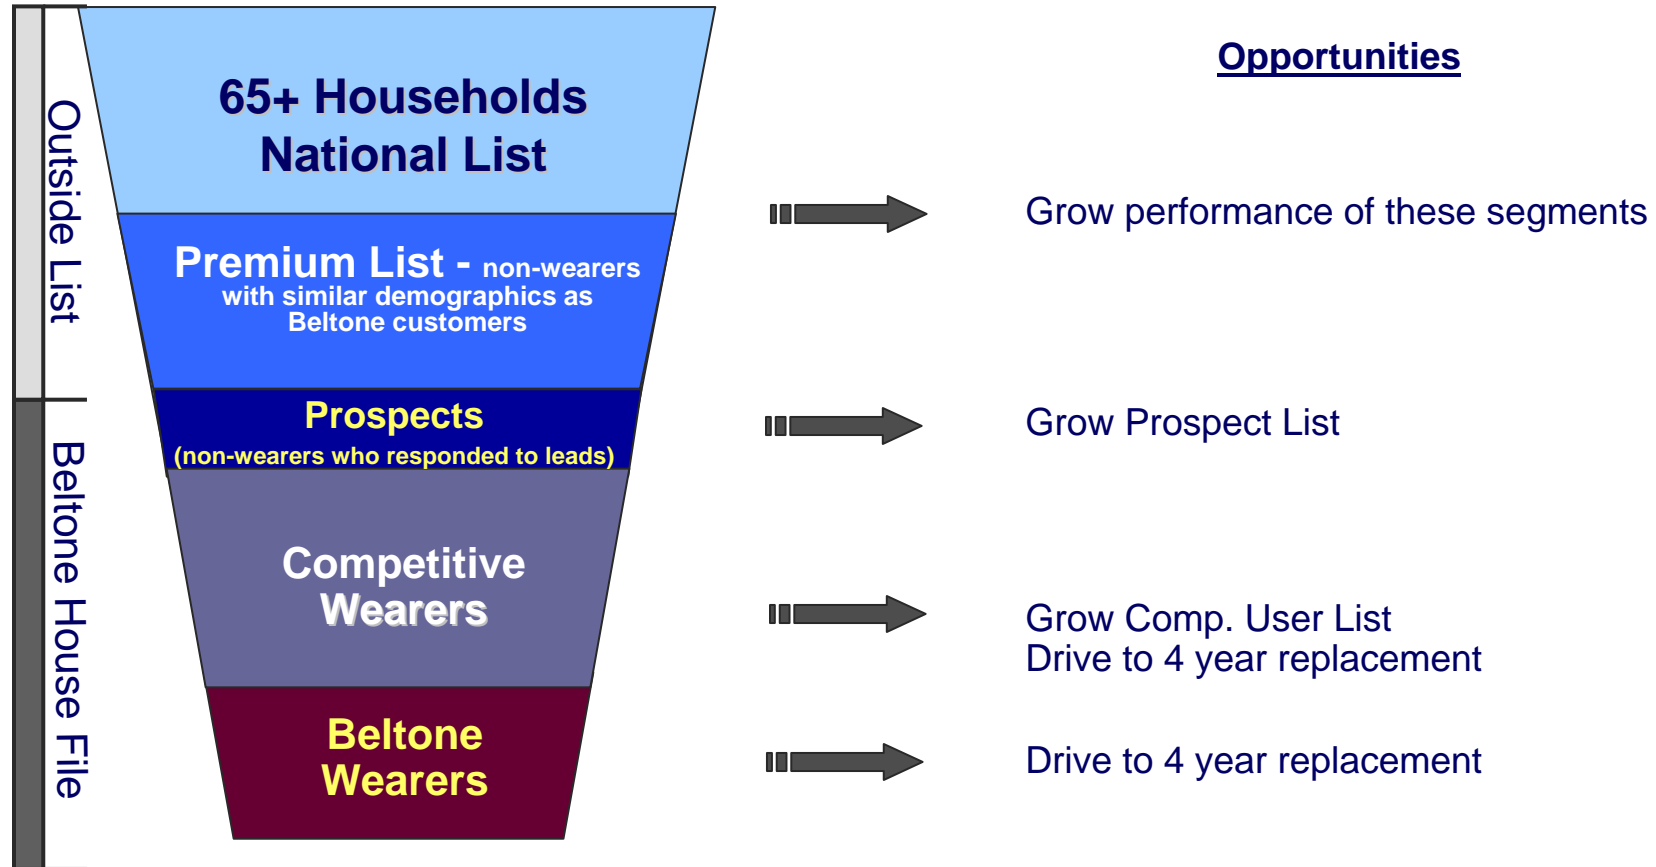 Opportunities
Outside List
65+ Households
National List
Grow performance of these segments
Premium List - non-wearers
with similar demographics as
Beltone customers
Prospects
(non-wearers who responded to leads)
Grow Prospect List
Beltone House File
Competitive
Wearers
Grow Comp. User List
Drive to 4 year replacement
Beltone
Wearers
Drive to 4 year replacement